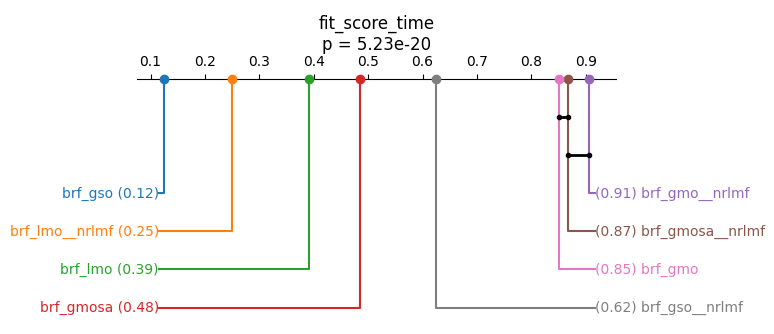 fit_score_time
p = 5.23e-20
0.1 0.2 0.3 0.4 0.5 0.6 0.7 0.8 0.9
brf_gso (0.12) (0.91) brf_gmo__nrlmf
brf_lmo__nrlmf (0.25) (0.87) brf_gmosa__nrlmf
brf_lmo (0.39) (0.85) brf_gmo
brf_gmosa (0.48) (0.62) brf_gso__nrlmf